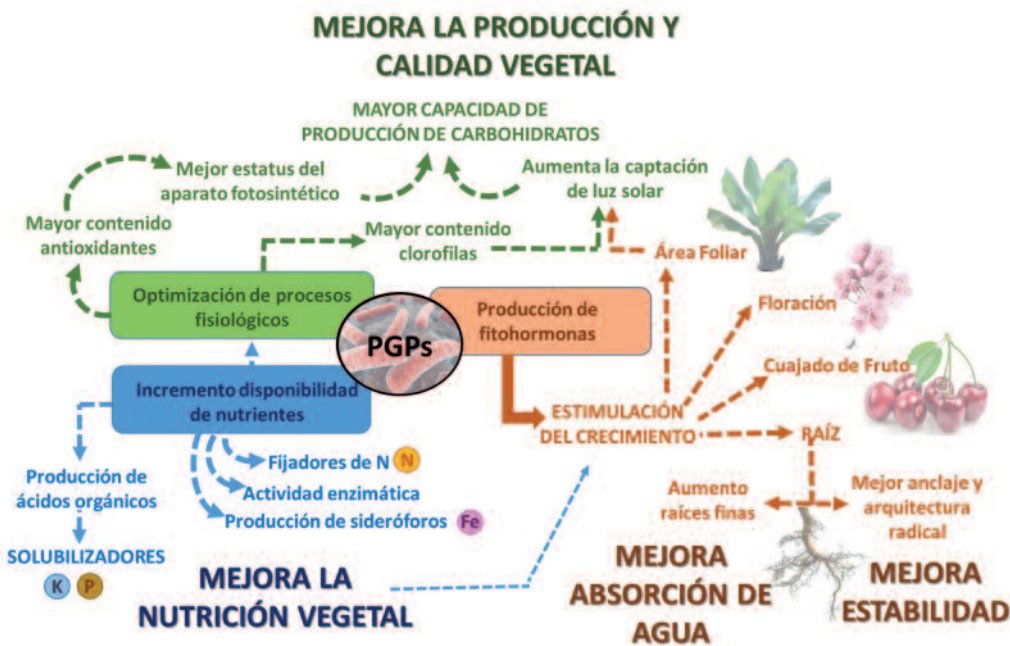 MEJORA LA PRODUCCIÓN Y
CALIDAD VEGETAL
MAYOR CAPACIDAD DE
PRODUCCIÓN DE CARBOHIDRATOS
Mejor estatus del
aparato fotosintético
Aumenta la captación
de luz solar
Mayor contenido
antioxidantes
Mayor contenido
clorofilas
Área Foliar
Optimización de procesos
fisiológicos
Producción de
fitohormonas
PGPs
Floración
Incremento disponibilidad
de nutrientes
Cuajado de Fruto
ESTIMULACIÓN
DEL CRECIMIENTO
RAÍZ
Fijadores de N N
Actividad enzimática
Producción de sideróforos Fe
Producción de
ácidos orgánicos
SOLUBILIZADORES
K P
Aumento
raíces finas
Mejor anclaje y
arquitectura
radical
MEJORA LA
NUTRICIÓN VEGETAL
MEJORA
ABSORCIÓN DE
AGUA
MEJORA
ESTABILIDAD